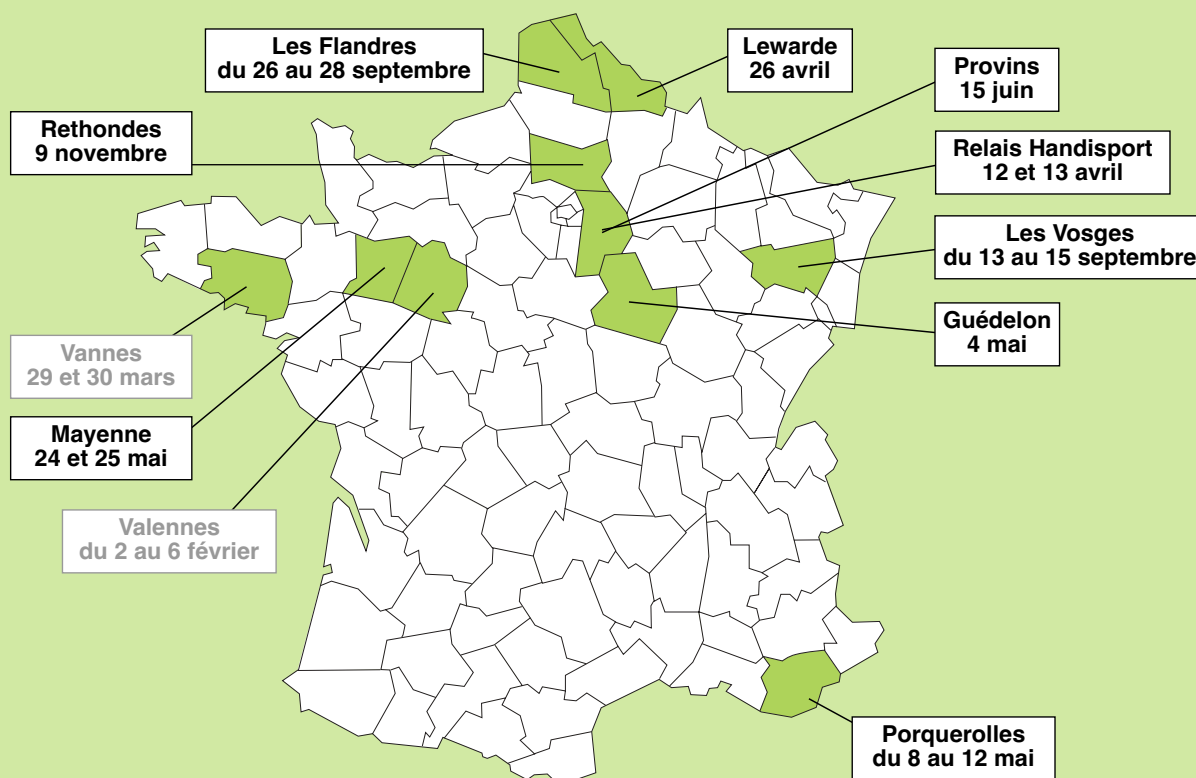 Les Flandres
du 26 au 28 septembre
Lewarde
26 avril
Provins
15 juin
Rethondes
9 novembre
Relais Handisport
12 et 13 avril
Les Vosges
du 13 au 15 septembre
Guédelon
4 mai
Vannes
29 et 30 mars
Mayenne
24 et 25 mai
Valennes
du 2 au 6 février
Porquerolles
du 8 au 12 mai